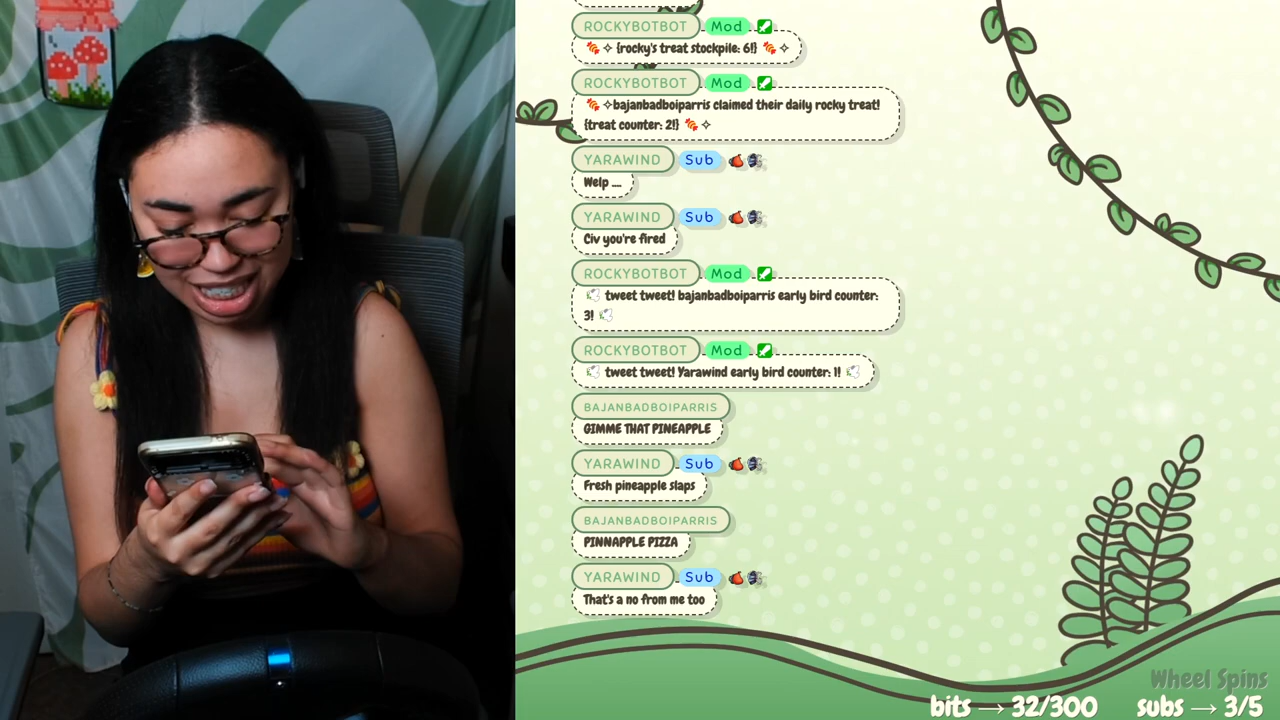 ROCKYBOTBOT Mod
{rocky's treat stockpile: 6!}
ROCKYBOTBOT Mod
bajanbadboiparris claimed their daily rocky treat!
{treat counter: 2!}
YARAWIND Sub
Welp ....
YARAWIND Sub
Civ you're fired
ROCKYBOTBOT Mod
tweet tweet! bajanbadboiparris early bird counter:
3!
ROCKYBOTBOT Mod
tweet tweet! Yarawind early bird counter: 1!
BAJANBADBOIPARRIS
GIMME THAT PINEAPPLE
YARAWIND Sub
Fresh pineapple slaps
BAJANBADBOIPARRIS
PINNAPPLE PIZZA
YARAWIND Sub
That's a no from me too
Wheel Spins
bits → 32/300 subs → 3/5